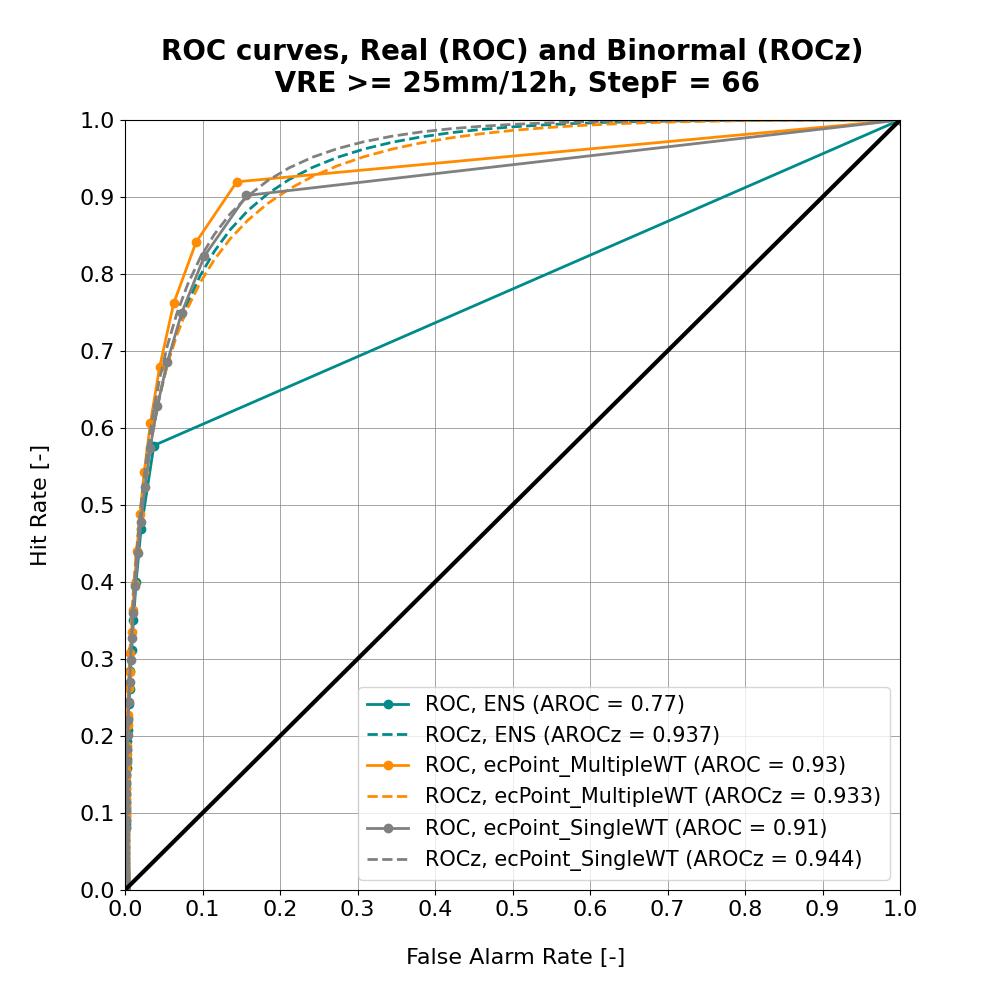 ROC curves, Real (ROC) and Binormal (ROCz)
VRE >= 25mm/12h, StepF = 66
1.0
0.9
0.8
0.7
0.6
0.5
0.4
0.3
0.2
0.1
0.0
Hit Rate [-]
ROC, ENS (AROC = 0.77)
ROCz, ENS (AROCz = 0.937)
ROC, ecPoint_MultipleWT (AROC = 0.93)
ROCz, ecPoint_MultipleWT (AROCz = 0.933)
ROC, ecPoint_SingleWT (AROC = 0.91)
ROCz, ecPoint_SingleWT (AROCz = 0.944)
0.0 0.1 0.2 0.3 0.4 0.5 0.6 0.7 0.8 0.9 1.0
False Alarm Rate [-]